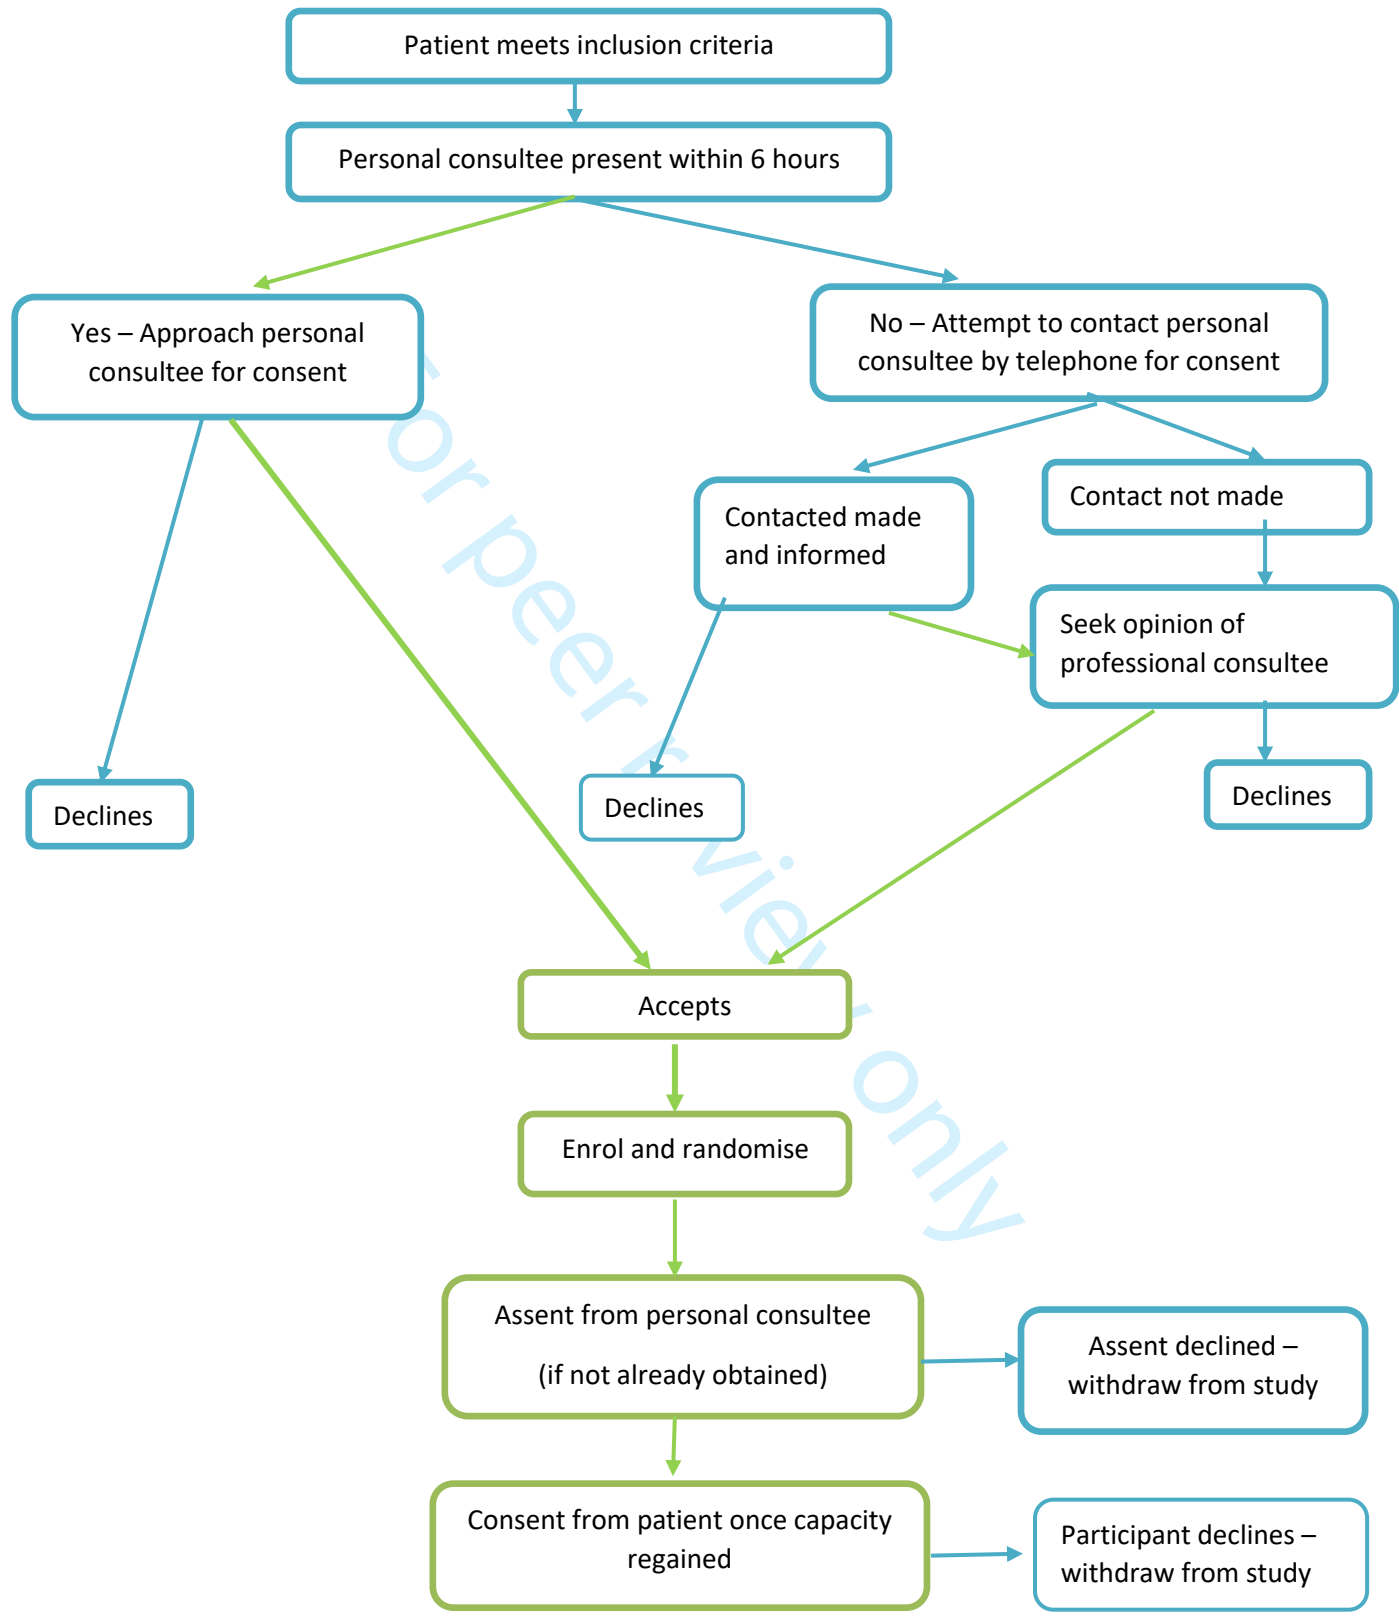 Patient meets inclusion criteria
Personal consultee present within 6 hours
Yes – Approach personal
consultee for consent
No – Attempt to contact personal
consultee by telephone for consent
Contacted made
and informed
Contact not made
Seek opinion of
professional consultee
Declines
Declines
Declines
Accepts
Enrol and randomise
Assent from personal consultee
(if not already obtained)
Assent declined –
withdraw from study
Consent from patient once capacity
regained
Participant declines –
withdraw from study
For peer review only